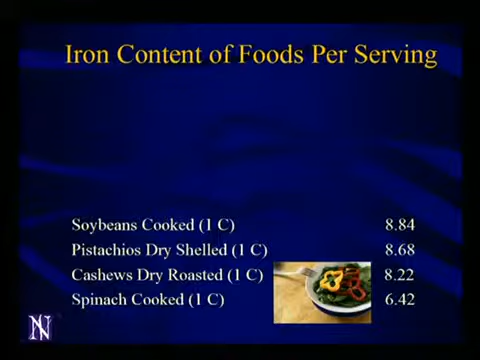 Iron Content of Foods Per Serving
Soybeans Cooked (1 C) 8.84
Pistachios Dry Shelled (1 C) 8.68
Cashews Dry Roasted (1 C) 8.22
Spinach Cooked (1 C) 6.42
N